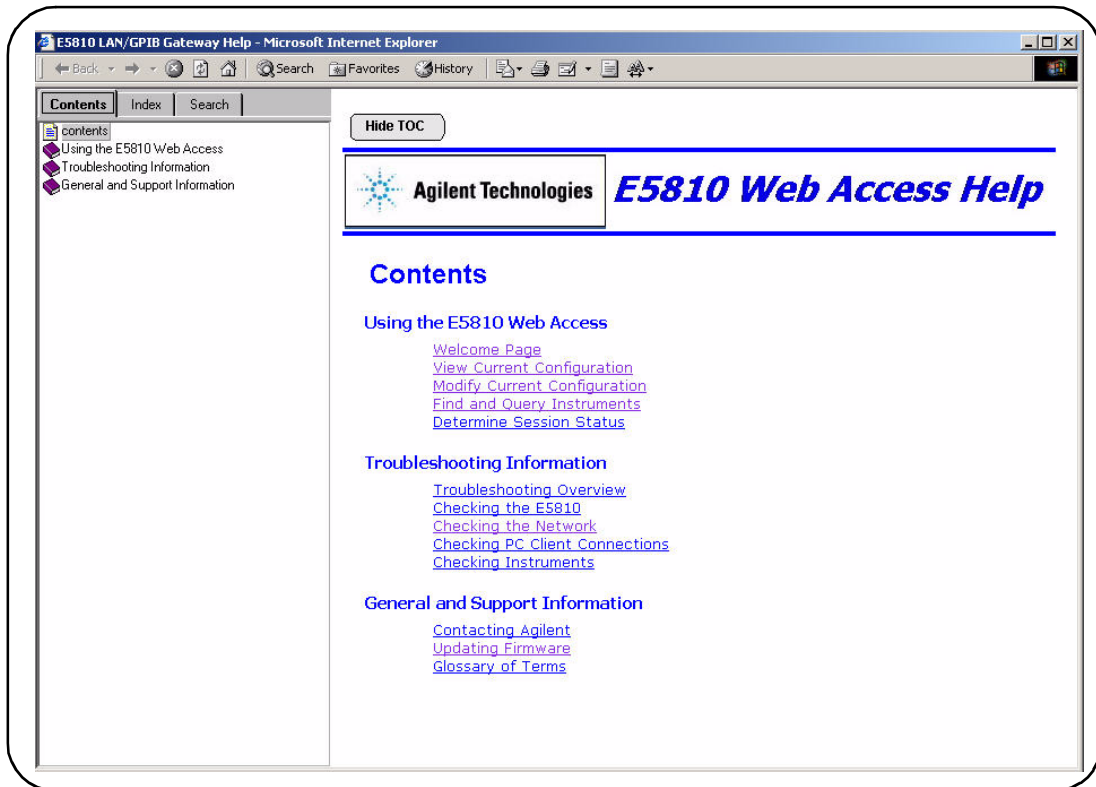 E5810 LAN/GPIB Gateway Help - Microsoft Internet Explorer
Back Search Favorites History
Contents Index Search
contents
Using the E5810 Web Access
Troubleshooting Information
General and Support Information
Hide TOC
Agilent Technologies E5810 Web Access Help
Contents
Using the E5810 Web Access
Welcome Page
View Current Configuration
Modify Current Configuration
Find and Query Instruments
Determine Session Status
Troubleshooting Information
Troubleshooting Overview
Checking the E5810
Checking the Network
Checking PC Client Connections
Checking Instruments
General and Support Information
Contacting Agilent
Updating Firmware
Glossary of Terms